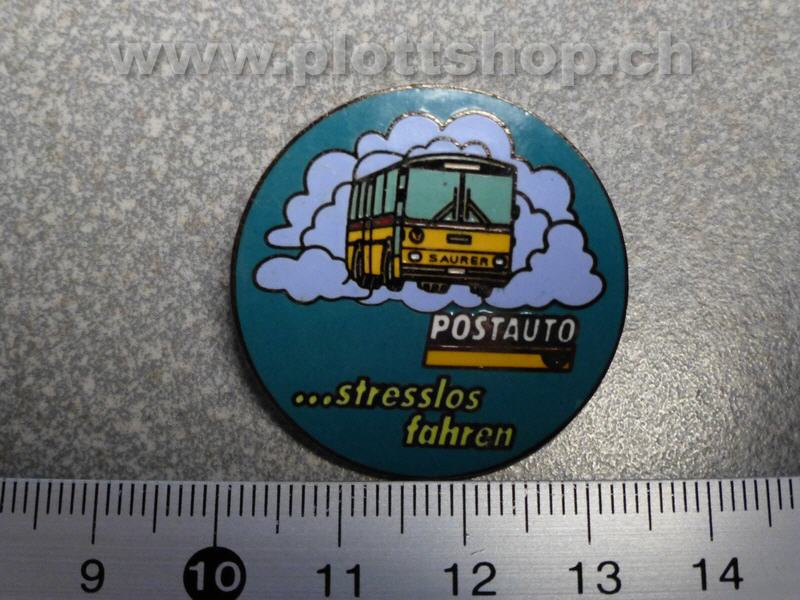 www.plottshop.ch
SAURER
POSTAUTO
...stresslos
fahren
9 10 11 12 13 14